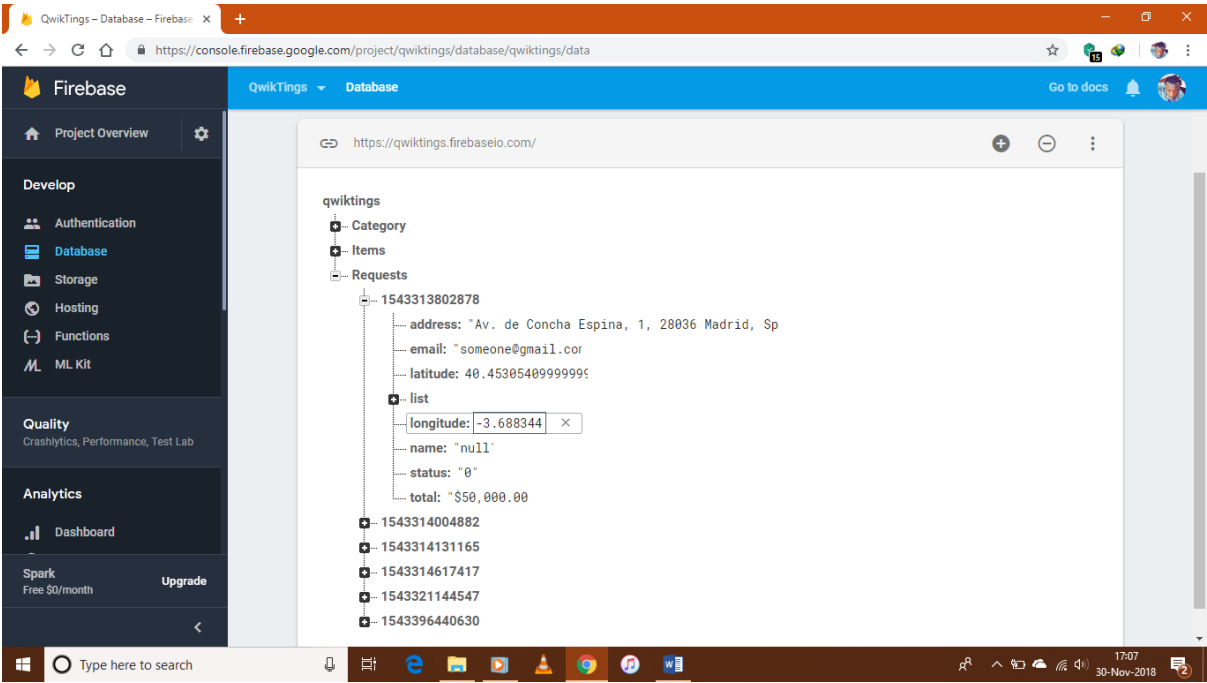 QwikTings – Database – Firebase
https://console.firebase.google.com/project/qwiktings/database/qwiktings/data
15
Firebase
QwikTings
Database
Go to docs
Project Overview
https://qwiktings.firebaseio.com/
Develop
Authentication
Database
Storage
Hosting
Functions
ML Kit
Quality
Crashlytics, Performance, Test Lab
Analytics
Dashboard
Spark
Free $0/month
Upgrade
qwiktings
Category
Items
Requests
1543313802878
address: "Av. de Concha Espina, 1, 28036 Madrid, Sp
email: "someone@gmail.com
latitude: 40.45305409999999
list
longitude: -3.688344
name: "null"
status: "0"
total: "$50,000.00
1543314004882
1543314131165
1543314617417
1543321144547
1543396440630
Type here to search
17:07
30-Nov-2018
2